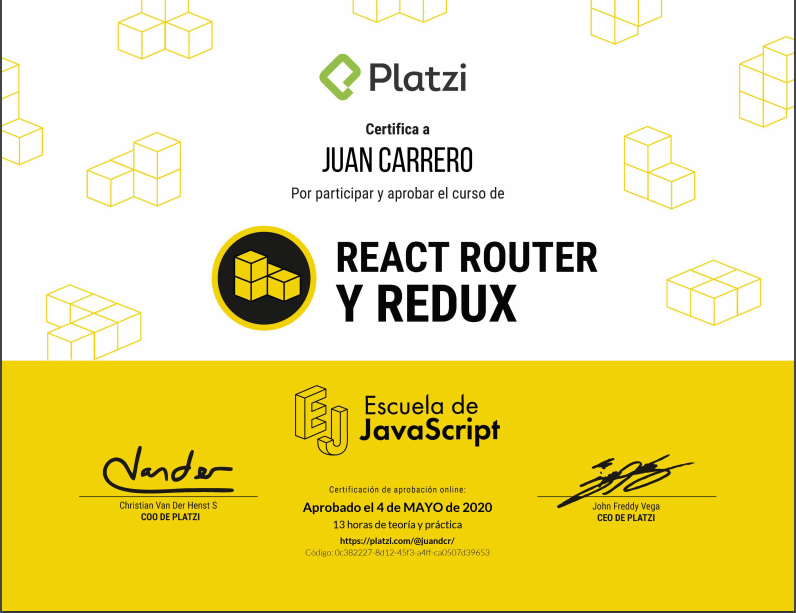 Platzi
Certifica a
JUAN CARRERO
Por participar y aprobar el curso de
REACT ROUTER
Y REDUX
EJ
Escuela de
JavaScript
Vander
Christian Van Der Henst S
COO DE PLATZI
Certificación de aprobación online:
Aprobado el 4 de MAYO de 2020
13 horas de teoría y práctica
https://platzi.com/@juandcr/
Código: 0c382227-8d12-45f3-a4ff-ca0507d39653
John Freddy Vega
CEO DE PLATZI